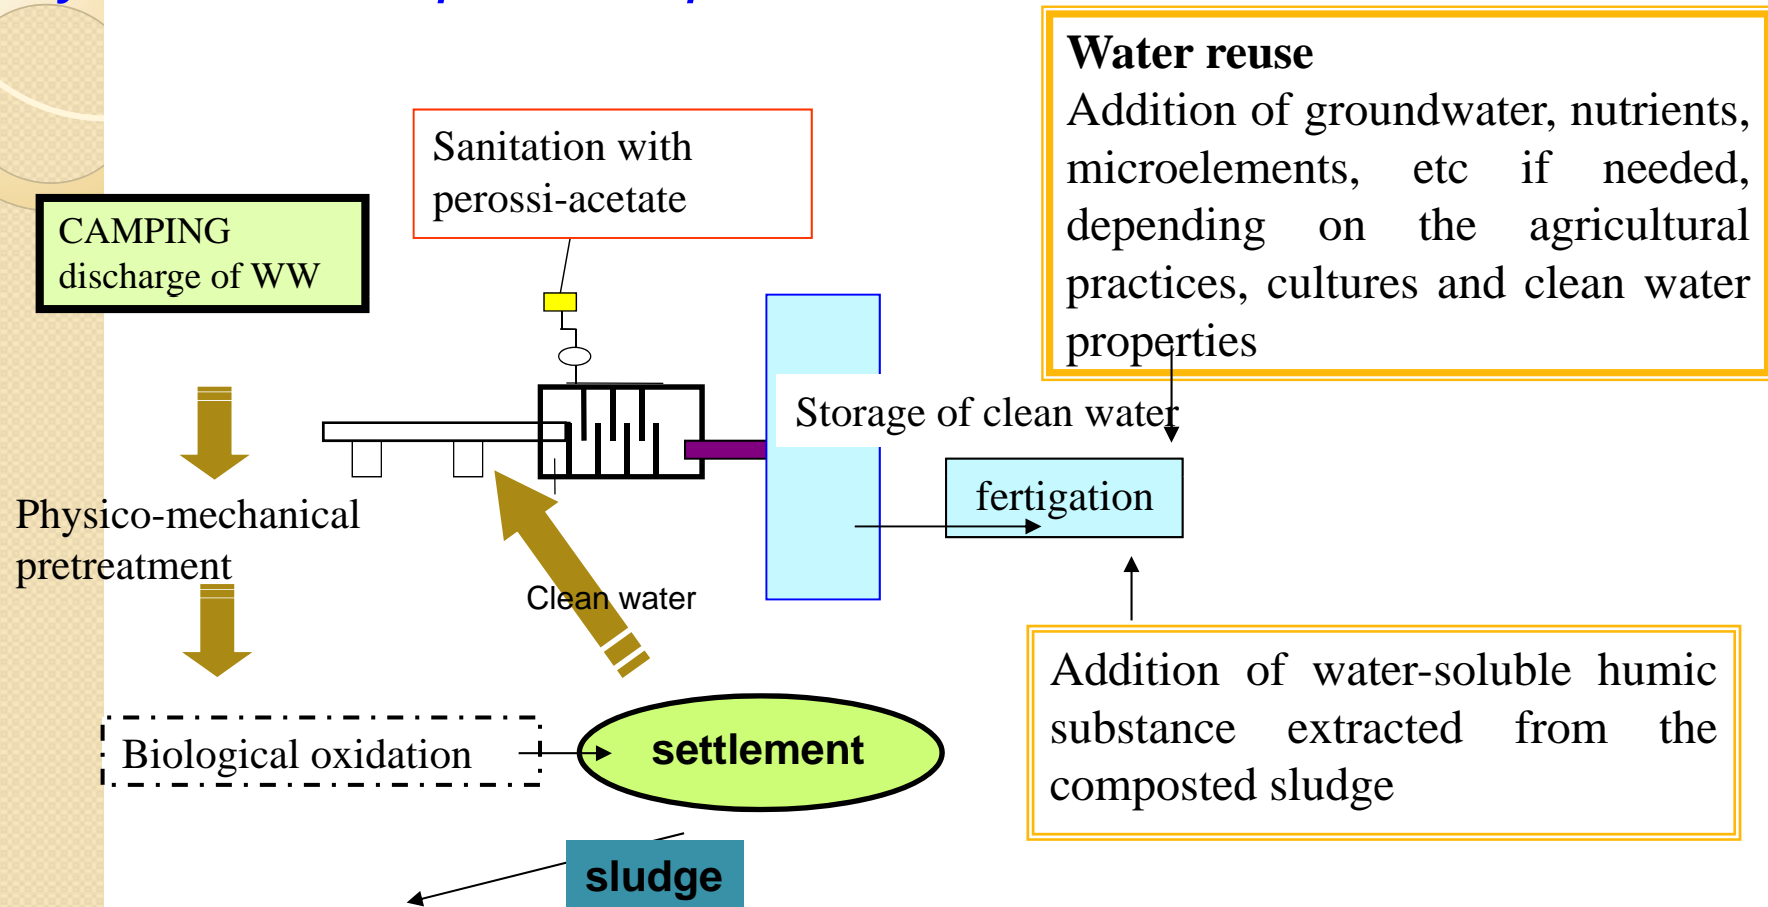 Water reuse
Addition of groundwater, nutrients,
microelements, etc if needed,
depending on the agricultural
practices, cultures and clean water
properties
Sanitation with
perossi-acetate
CAMPING
discharge of WW
Storage of clean water
fertigation
Physico-mechanical
pretreatment
Clean water
Addition of water-soluble humic
substance extracted from the
composted sludge
Biological oxidation
settlement
sludge